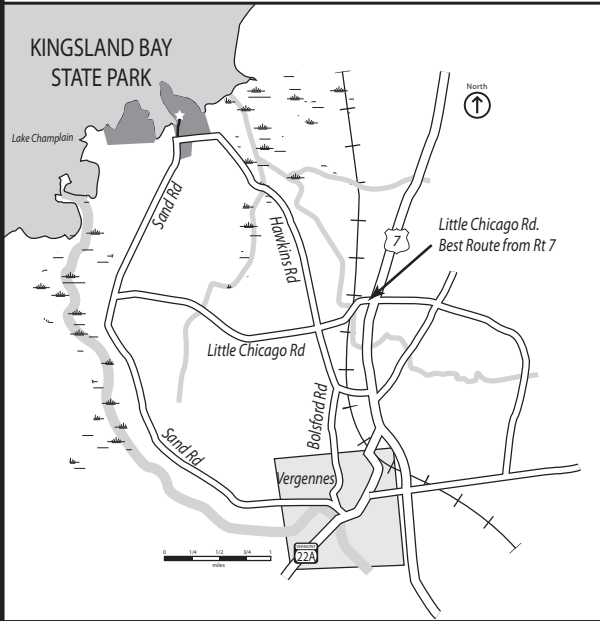 KINGSLAND BAY
STATE PARK
North
Lake Champlain
Sand Rd
Hawkins Rd
7
Little Chicago Rd.
Best Route from Rt 7
Little Chicago Rd
Bolsford Rd
Sand Rd
Vergennes
VERMONT
22A
0 1/4 1/2 3/4 1
miles